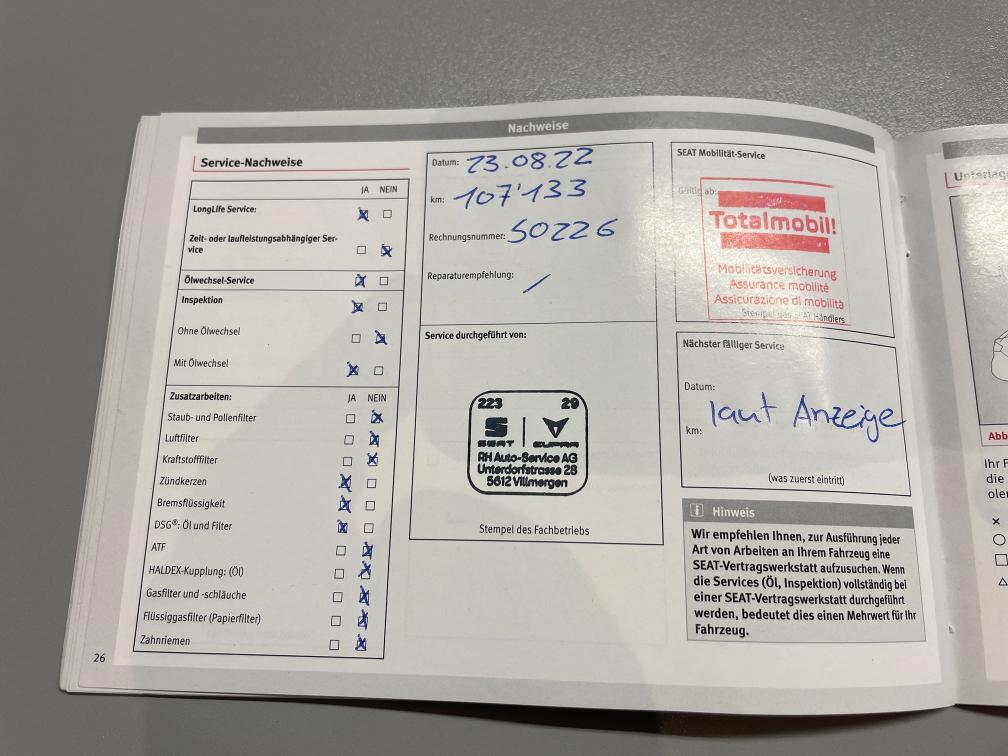 Nachweise
Service-Nachweise
JA NEIN
LongLife Service:
Zeit- oder laufleistungsabhängiger Ser-
vice
Ölwechsel-Service
Inspektion
Ohne Ölwechsel
Mit Ölwechsel
Zusatzarbeiten: JA NEIN
Staub- und Pollenfilter
Luftfilter
Kraftstofffilter
Zündkerzen
Bremsflüssigkeit
DSG®: Öl und Filter
ATF
HALDEX-Kupplung: (Öl)
Gasfilter und -schläuche
Flüssiggasfilter (Papierfilter)
Zahnriemen
26
Datum: 23.08.22
km: 107'133
Rechnungsnummer: 50226
Reparaturempfehlung: /
Service durchgeführt von:
223 29
SEAT CUPRA
RH Auto-Service AG
Unterdorfstrasse 28
5612 Villmergen
Stempel des Fachbetriebs
SEAT Mobilität-Service
Gültig ab:
Totalmobil!
Mobilitätsversicherung
Assurance mobilité
Assicurazione di mobilità
Stempel des SEAT Händlers
Nächster fälliger Service
Datum:
laut Anzeige
km:
(was zuerst eintritt)
i Hinweis
Wir empfehlen Ihnen, zur Ausführung jeder
Art von Arbeiten an Ihrem Fahrzeug eine
SEAT-Vertragswerkstatt aufzusuchen. Wenn
die Services (Öl, Inspektion) vollständig bei
einer SEAT-Vertragswerkstatt durchgeführt
werden, bedeutet dies einen Mehrwert für Ihr
Fahrzeug.
Abb
Ihr
die